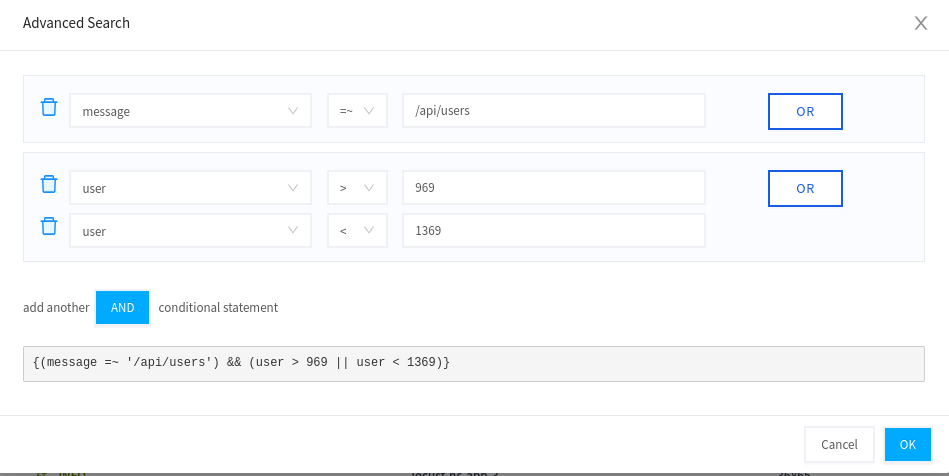 Advanced Search
message =~ /api/users OR
user > 969 OR
user < 1369
add another AND conditional statement
{(message =~ '/api/users') && (user > 969 || user < 1369)}
Cancel OK